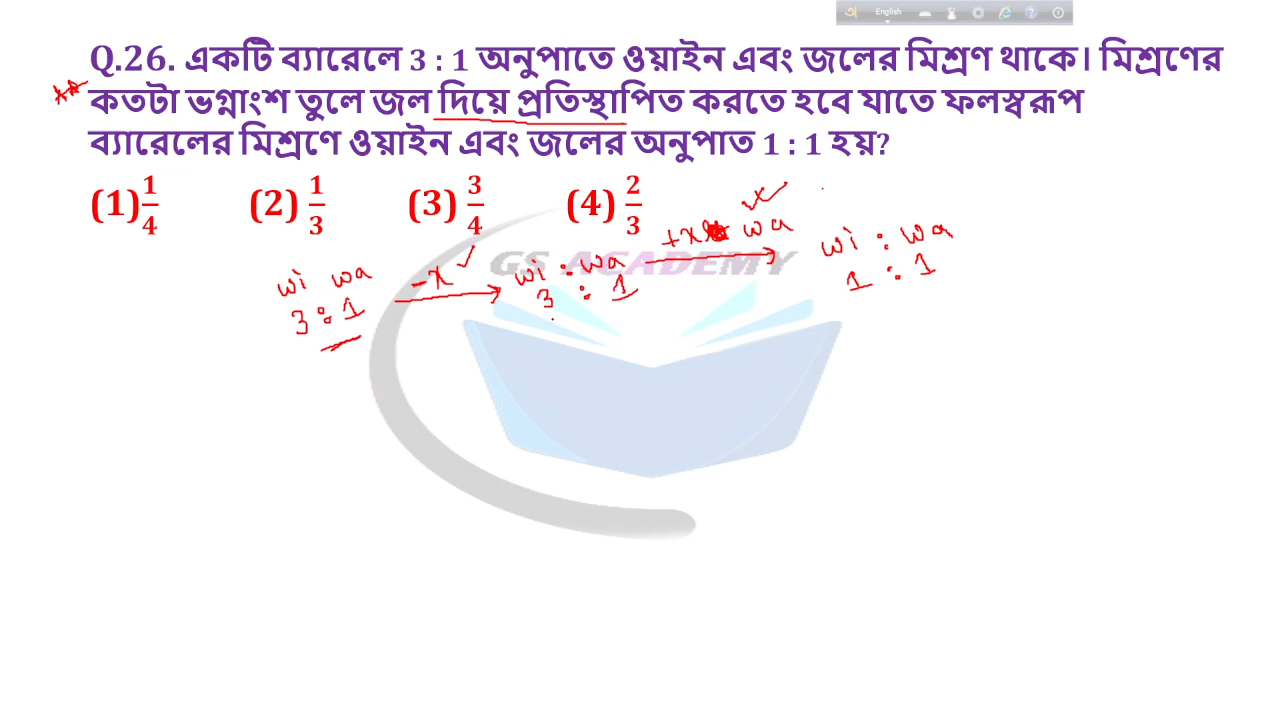 English
Q.26. একটি ব্যারেলে 3 : 1 অনুপাতে ওয়াইন এবং জলের মিশ্রণ থাকে। মিশ্রণের
কতটা ভগ্নাংশ তুলে জল দিয়ে প্রতিস্থাপিত করতে হবে যাতে ফলস্বরূপ
ব্যারেলের মিশ্রণে ওয়াইন এবং জলের অনুপাত 1 : 1 হয়?
(1) 1/4 (2) 1/3 (3) 3/4 (4) 2/3
GS ACADEMY
wi wa -x wi : wa +x wa wi : wa
3 : 1 3 : 1 1 : 1